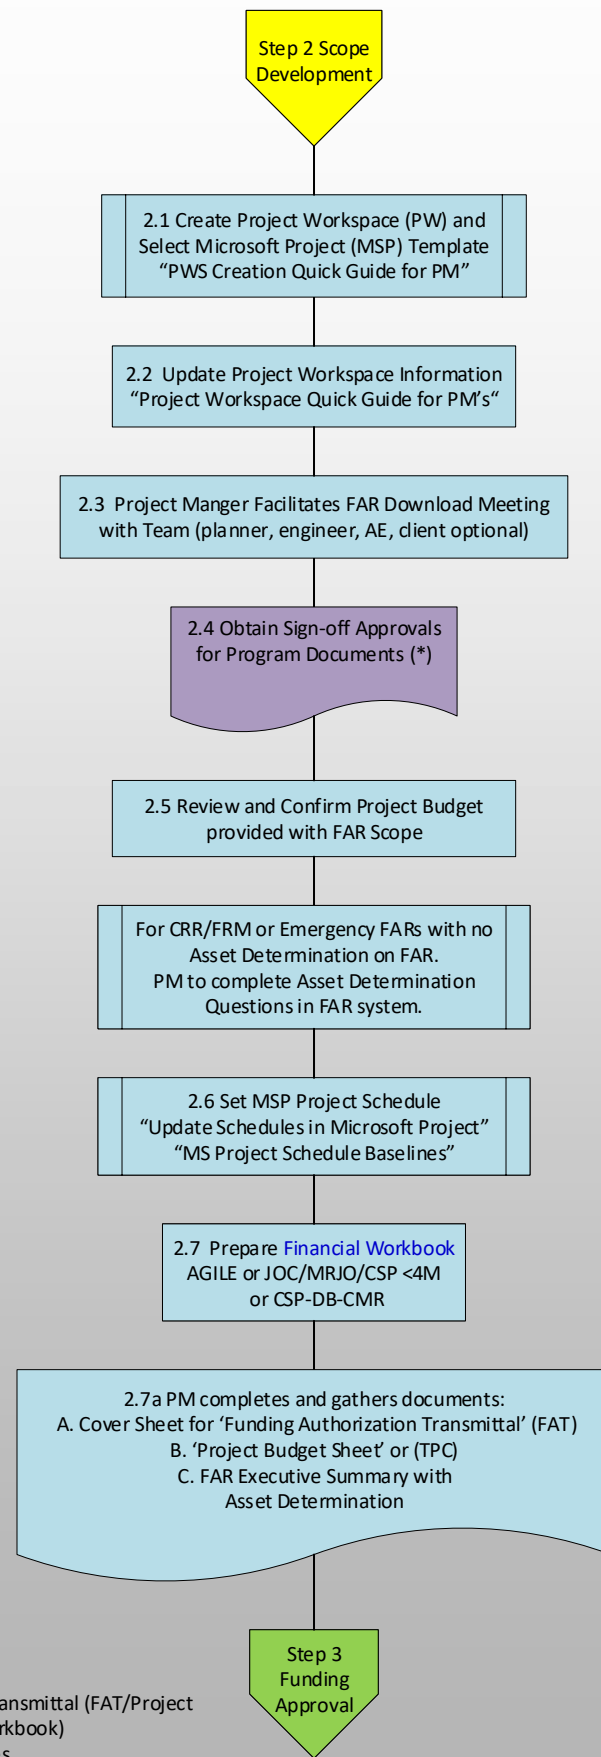 Step 2 Scope
Development
2.1 Create Project Workspace (PW) and
Select Microsoft Project (MSP) Template
“PWS Creation Quick Guide for PM”
2.2 Update Project Workspace Information
“Project Workspace Quick Guide for PM’s“
2.3 Project Manger Facilitates FAR Download Meeting
with Team (planner, engineer, AE, client optional)
2.4 Obtain Sign-off Approvals
for Program Documents (*)
2.5 Review and Confirm Project Budget
provided with FAR Scope
For CRR/FRM or Emergency FARs with no
Asset Determination on FAR.
PM to complete Asset Determination
Questions in FAR system.
2.6 Set MSP Project Schedule
“Update Schedules in Microsoft Project”
“MS Project Schedule Baselines”
2.7 Prepare Financial Workbook
AGILE or JOC/MRJO/CSP <4M
or CSP-DB-CMR
2.7a PM completes and gathers documents:
A. Cover Sheet for ‘Funding Authorization Transmittal’ (FAT)
B. ‘Project Budget Sheet’ or (TPC)
C. FAR Executive Summary with
Asset Determination
Step 3
Funding
Approval
ansmittal (FAT/Project
rkbook)